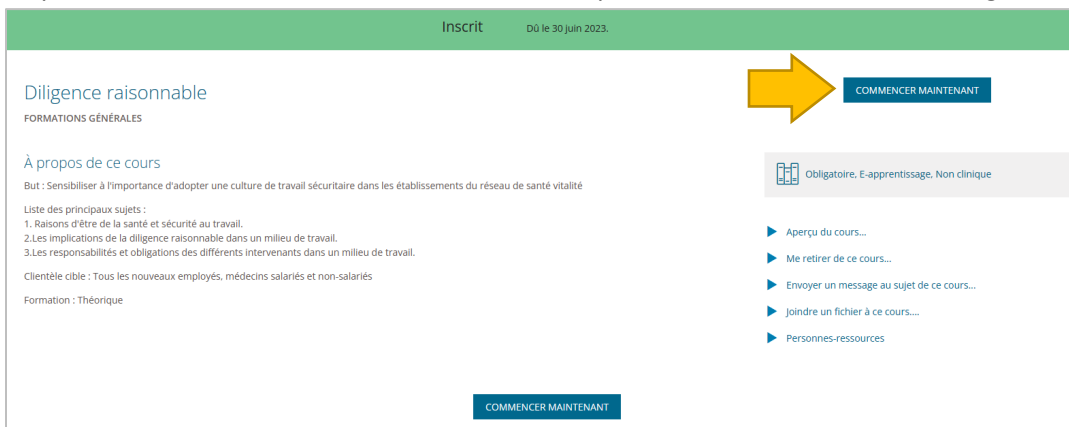 Inscrit Dû le 30 juin 2023.
Diligence raisonnable
COMMENCER MAINTENANT
FORMATIONS GÉNÉRALES
À propos de ce cours
But : Sensibiliser à l'importance d'adopter une culture de travail sécuritaire dans les établissements du réseau de santé vitalité
Liste des principaux sujets :
1. Raisons d'être de la santé et sécurité au travail.
2.Les implications de la diligence raisonnable dans un milieu de travail.
3.Les responsabilités et obligations des différents intervenants dans un milieu de travail.
Clientèle cible : Tous les nouveaux employés, médecins salariés et non-salariés
Formation : Théorique
Obligatoire, E-apprentissage, Non clinique
Aperçu du cours...
Me retirer de ce cours...
Envoyer un message au sujet de ce cours...
Joindre un fichier à ce cours....
Personnes-ressources
COMMENCER MAINTENANT